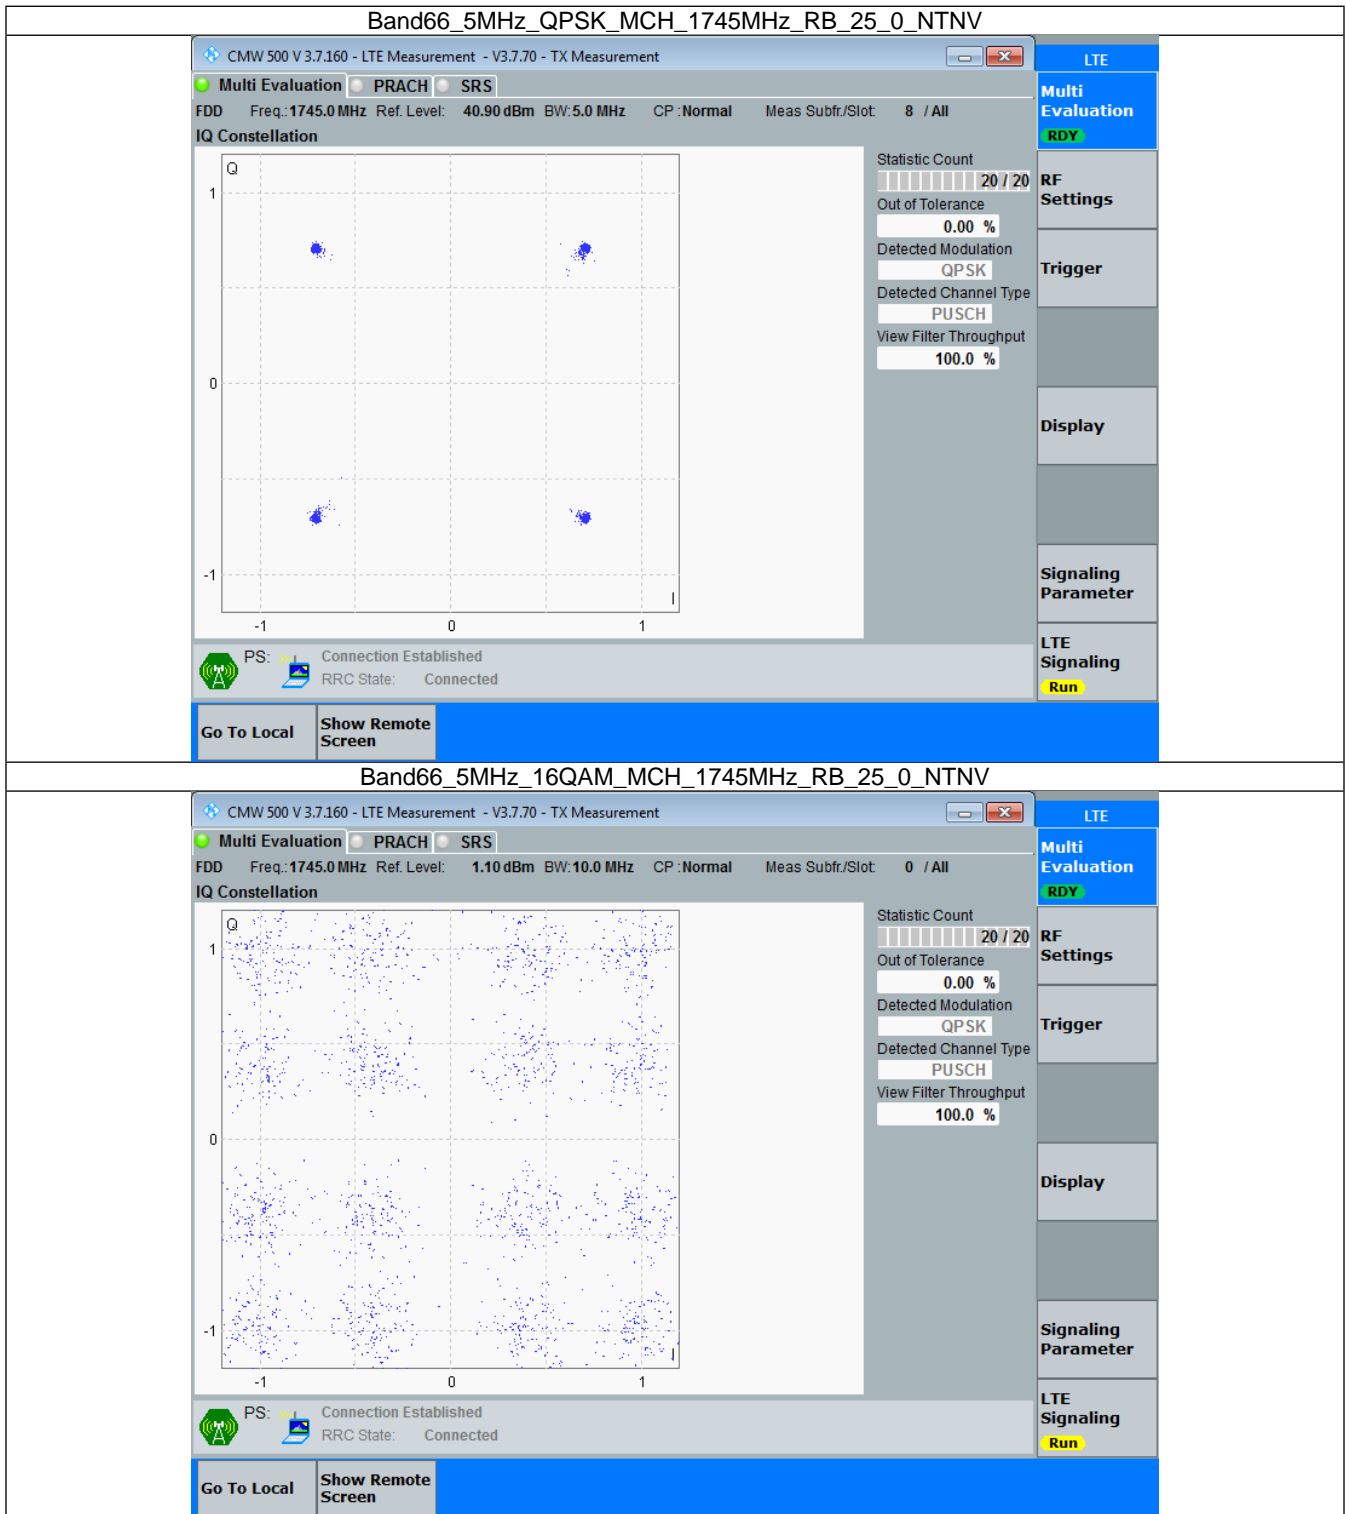 Band66_5MHz_QPSK_MCH_1745MHz_RB_25_0_NTNV
CMW 500 V 3.7.160 - LTE Measurement - V3.7.70 - TX Measurement
LTE
Multi Evaluation PRACH SRS
FDD Freq.: 1745.0 MHz Ref. Level: 40.90 dBm BW: 5.0 MHz CP : Normal Meas Subfr./Slot: 8 / All
IQ Constellation
Q
1
0
-1
I
-1 0 1
Statistic Count
20 / 20
Out of Tolerance
0.00 %
Detected Modulation
QPSK
Detected Channel Type
PUSCH
View Filter Throughput
100.0 %
Multi
Evaluation
RDY
RF
Settings
Trigger
Display
Signaling
Parameter
LTE
Signaling
Run
PS: Connection Established
RRC State: Connected
Go To Local
Show Remote
Screen
Band66_5MHz_16QAM_MCH_1745MHz_RB_25_0_NTNV
CMW 500 V 3.7.160 - LTE Measurement - V3.7.70 - TX Measurement
LTE
Multi Evaluation PRACH SRS
FDD Freq.: 1745.0 MHz Ref. Level: 1.10 dBm BW: 10.0 MHz CP : Normal Meas Subfr./Slot: 0 / All
IQ Constellation
Q
1
0
-1
I
-1 0 1
Statistic Count
20 / 20
Out of Tolerance
0.00 %
Detected Modulation
QPSK
Detected Channel Type
PUSCH
View Filter Throughput
100.0 %
Multi
Evaluation
RDY
RF
Settings
Trigger
Display
Signaling
Parameter
LTE
Signaling
Run
PS: Connection Established
RRC State: Connected
Go To Local
Show Remote
Screen